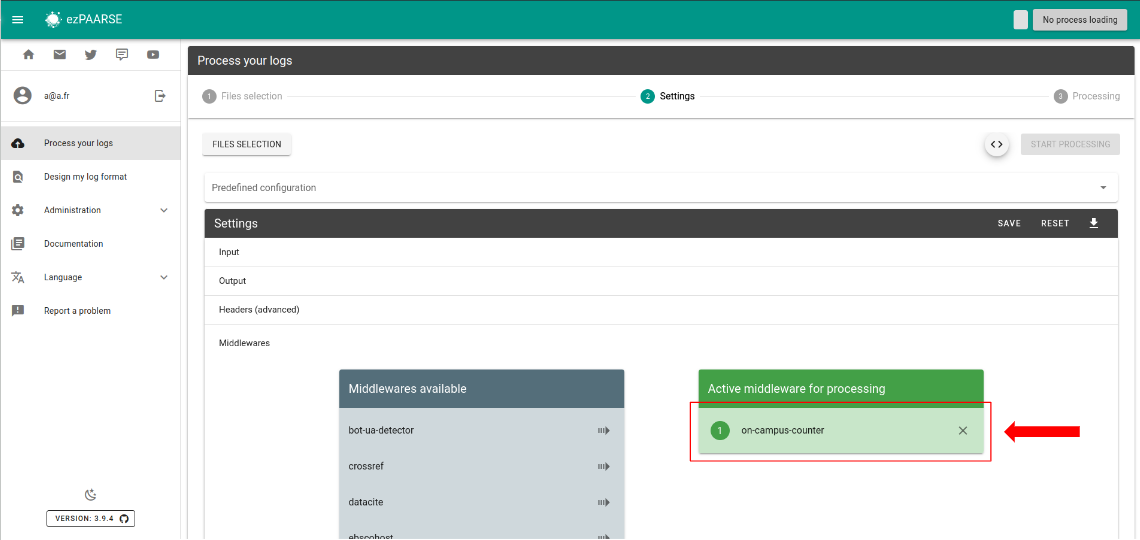 ezPAARSE
No process loading
a@a.fr
Process your logs
Design my log format
Administration
Documentation
Language
Report a problem
VERSION: 3.9.4
Process your logs
1 Files selection
2 Settings
3 Processing
FILES SELECTION
<> START PROCESSING
Predefined configuration
Settings
SAVE RESET
Input
Output
Headers (advanced)
Middlewares
Middlewares available
bot-ua-detector
crossref
datacite
ebscohost
Active middleware for processing
1 on-campus-counter